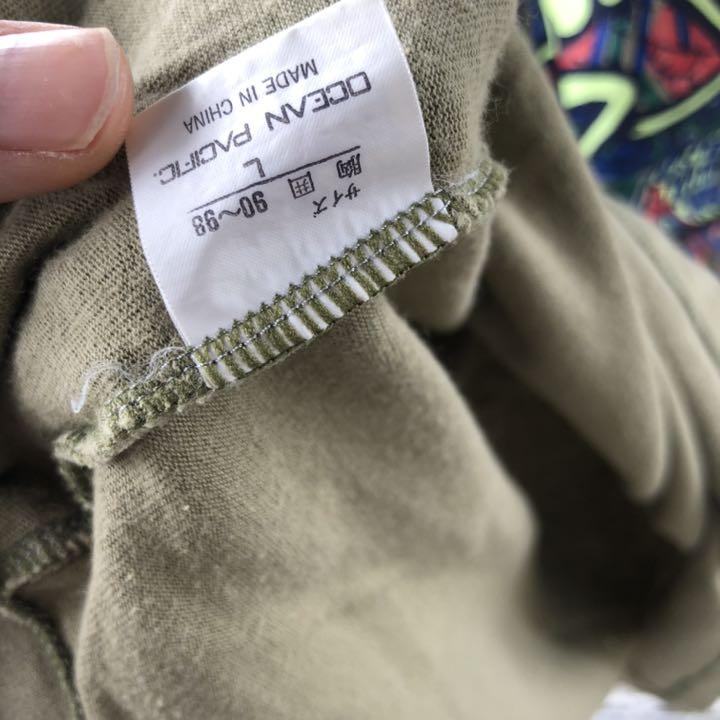 サイズ
胸囲
90～98
L
OCEAN PACIFIC.
MADE IN CHINA